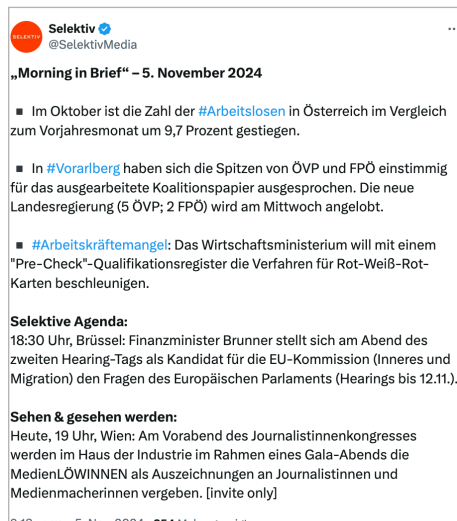 SELEKTIV
Selektiv
@SelektivMedia
„Morning in Brief“ – 5. November 2024
▪ Im Oktober ist die Zahl der #Arbeitslosen in Österreich im Vergleich
zum Vorjahresmonat um 9,7 Prozent gestiegen.
▪ In #Vorarlberg haben sich die Spitzen von ÖVP und FPÖ einstimmig
für das ausgearbeitete Koalitionspapier ausgesprochen. Die neue
Landesregierung (5 ÖVP; 2 FPÖ) wird am Mittwoch angelobt.
▪ #Arbeitskräftemangel: Das Wirtschaftsministerium will mit einem
"Pre-Check"-Qualifikationsregister die Verfahren für Rot-Weiß-Rot-
Karten beschleunigen.
Selektive Agenda:
18:30 Uhr, Brüssel: Finanzminister Brunner stellt sich am Abend des
zweiten Hearing-Tags als Kandidat für die EU-Kommission (Inneres und
Migration) den Fragen des Europäischen Parlaments (Hearings bis 12.11.).
Sehen & gesehen werden:
Heute, 19 Uhr, Wien: Am Vorabend des Journalistinnenkongresses
werden im Haus der Industrie im Rahmen eines Gala-Abends die
MedienLÖWINNEN als Auszeichnungen an Journalistinnen und
Medienmacherinnen vergeben. [invite only]